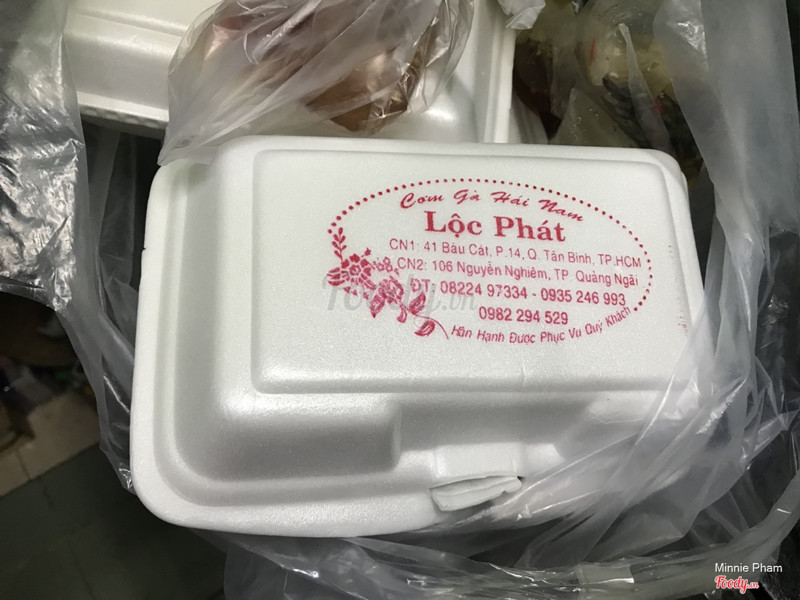 Cơm Gà Hải Nam
Lộc Phát
CN1: 41 Bàu Cát, P.14, Q. Tân Bình, TP.HCM
CN2: 106 Nguyễn Nghiêm, TP. Quảng Ngãi
ĐT: 08224 97334 - 0935 246 993
0982 294 529
Hân Hạnh Được Phục Vụ Quý Khách
Foody.vn
Minnie Pham
Foody.vn